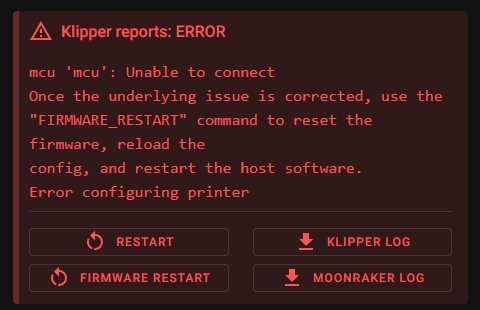 Klipper reports: ERROR
mcu 'mcu': Unable to connect
Once the underlying issue is corrected, use the
"FIRMWARE_RESTART" command to reset the
firmware, reload the
config, and restart the host software.
Error configuring printer
RESTART
KLIPPER LOG
FIRMWARE RESTART
MOONRAKER LOG